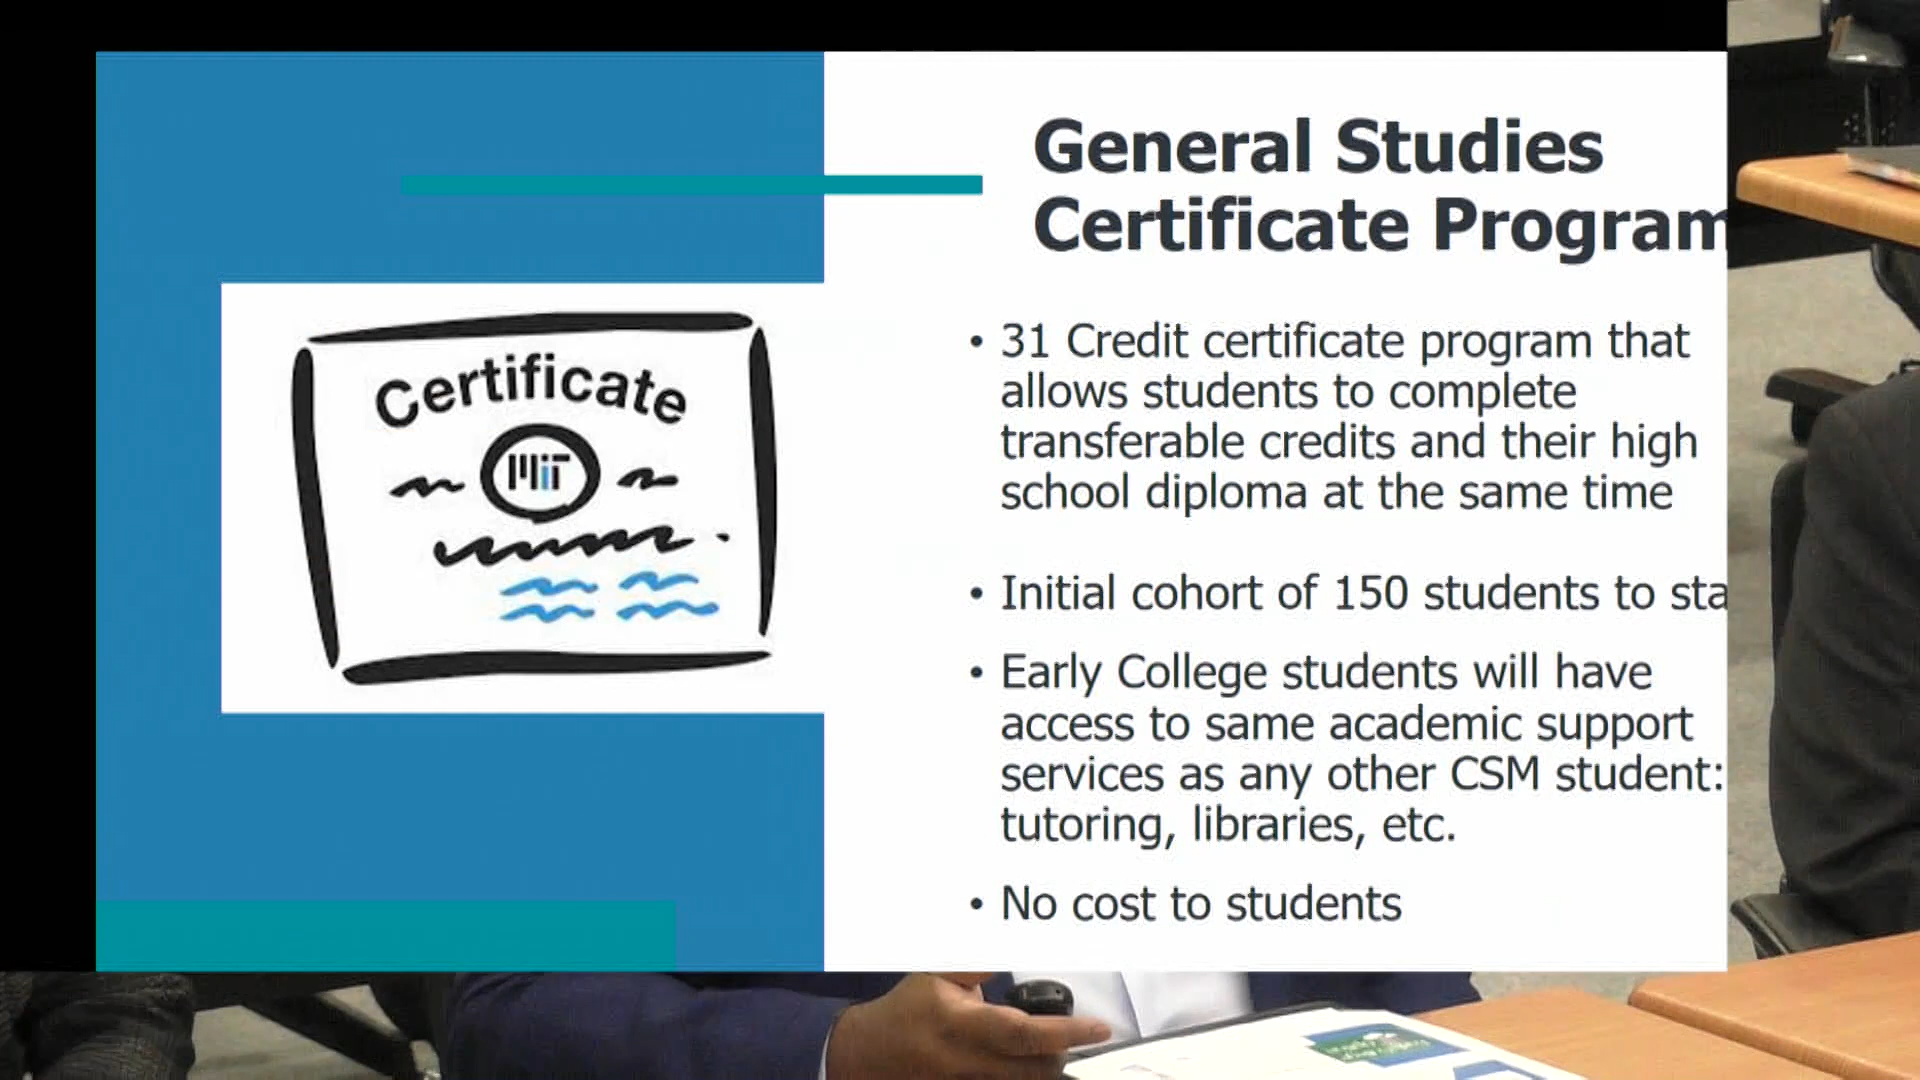 General Studies
Certificate Program
Certificate
MIT
• 31 Credit certificate program that
allows students to complete
transferable credits and their high
school diploma at the same time
• Initial cohort of 150 students to sta
• Early College students will have
access to same academic support
services as any other CSM student:
tutoring, libraries, etc.
• No cost to students